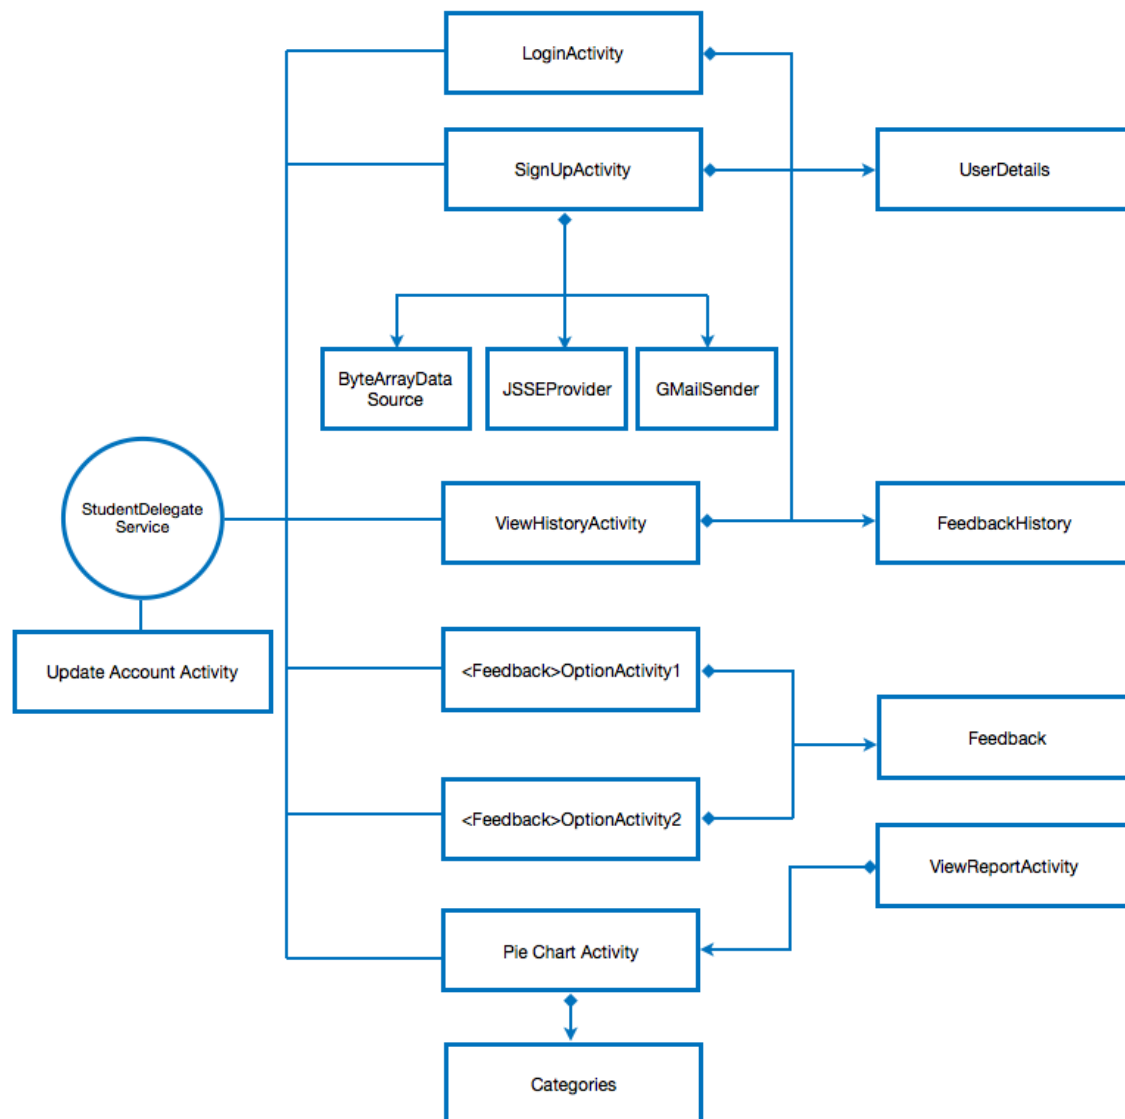 LoginActivity
SignUpActivity
UserDetails
ByteArrayData
Source
JSSEProvider
GMailSender
StudentDelegate
Service
ViewHistoryActivity
FeedbackHistory
Update Account Activity
<Feedback>OptionActivity1
Feedback
<Feedback>OptionActivity2
ViewReportActivity
Pie Chart Activity
Categories